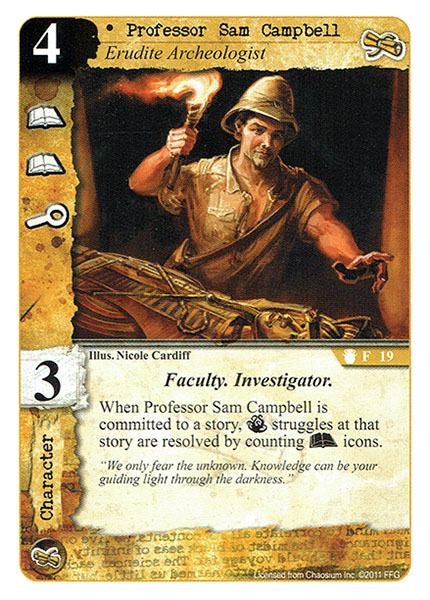 4
• Professor Sam Campbell
Erudite Archeologist
Illus. Nicole Cardiff
F 19
3
Faculty. Investigator.
When Professor Sam Campbell is
committed to a story, struggles at that
story are resolved by counting icons.
“We only fear the unknown. Knowledge can be your
guiding light through the darkness.”
Character
Licensed from Chaosium Inc. ©2011 FFG